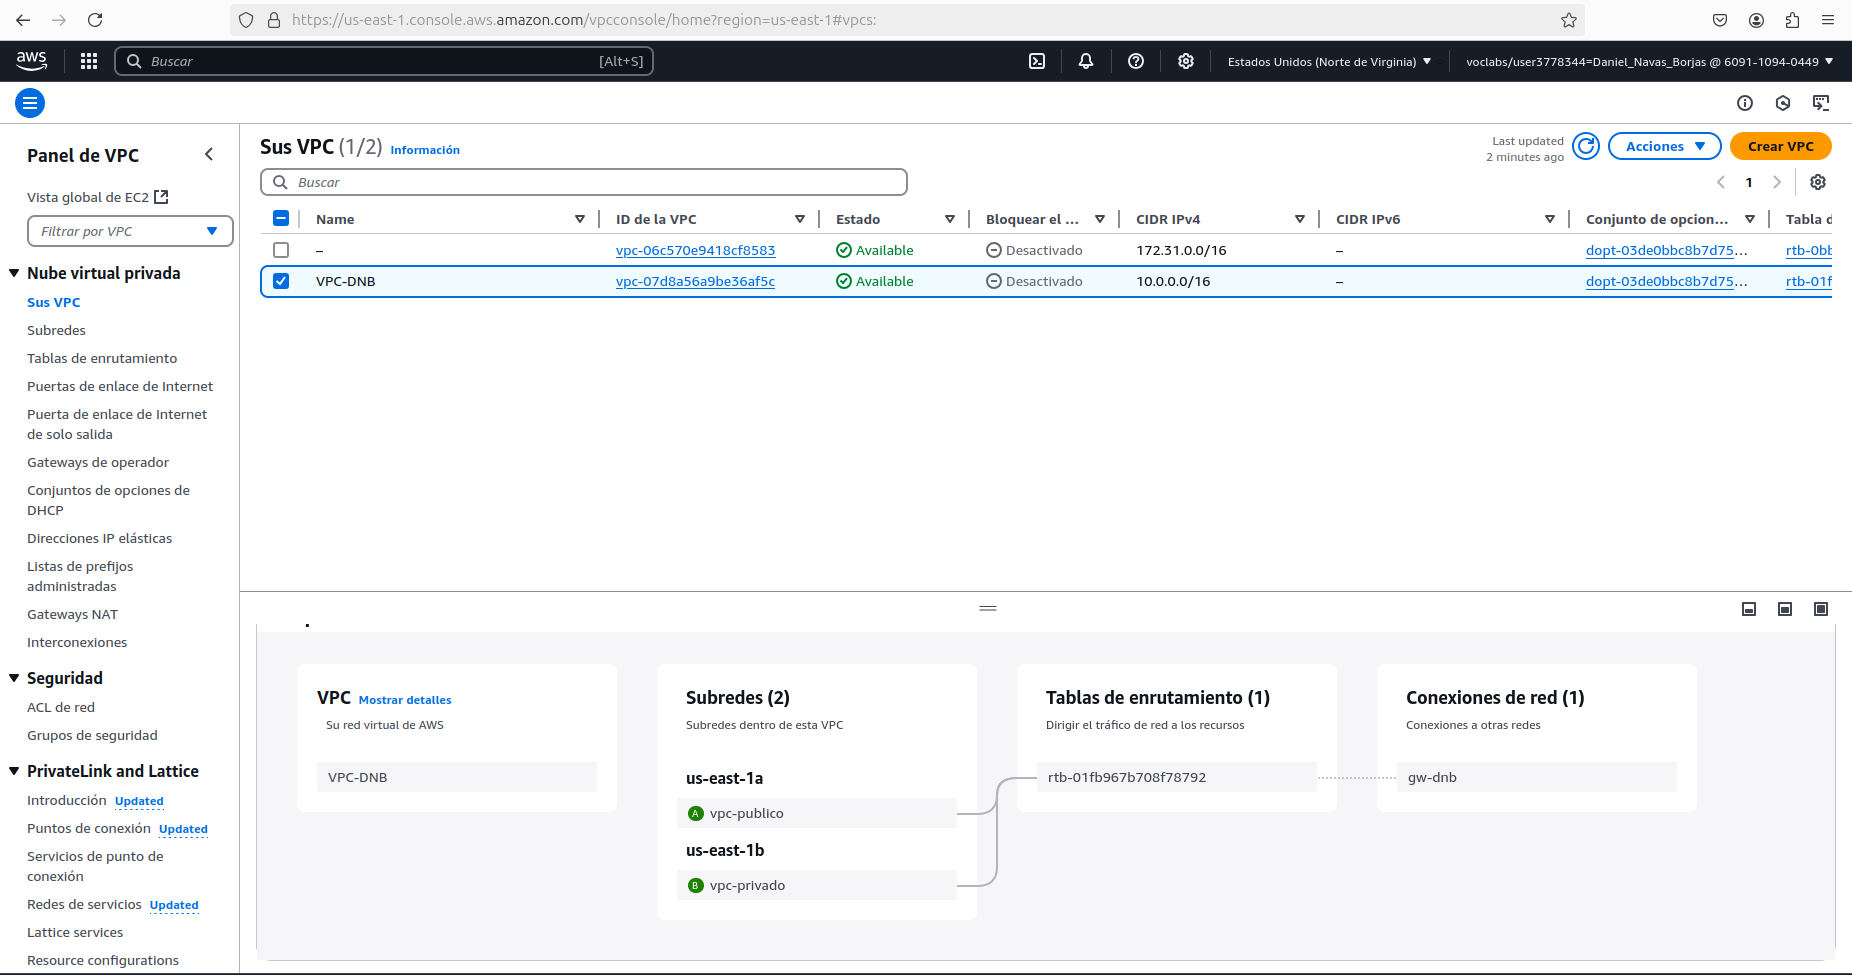 https://us-east-1.console.aws.amazon.com/vpcconsole/home?region=us-east-1#vpcs:
aws
Buscar
[Alt+S]
Estados Unidos (Norte de Virginia)
voclabs/user3778344=Daniel_Navas_Borjas @ 6091-1094-0449
Panel de VPC
Vista global de EC2
Filtrar por VPC
Nube virtual privada
Sus VPC
Subredes
Tablas de enrutamiento
Puertas de enlace de Internet
Puerta de enlace de Internet
de solo salida
Gateways de operador
Conjuntos de opciones de
DHCP
Direcciones IP elásticas
Listas de prefijos
administradas
Gateways NAT
Interconexiones
Seguridad
ACL de red
Grupos de seguridad
PrivateLink and Lattice
Introducción Updated
Puntos de conexión Updated
Servicios de punto de
conexión
Redes de servicios Updated
Lattice services
Resource configurations
Sus VPC (1/2) Información
Last updated
2 minutes ago
Acciones
Crear VPC
Buscar
1
Name ID de la VPC Estado Bloquear el ... CIDR IPv4 CIDR IPv6 Conjunto de opcion... Tabla d
– vpc-06c570e9418cf8583 Available Desactivado 172.31.0.0/16 – dopt-03de0bbc8b7d75... rtb-0bb
VPC-DNB vpc-07d8a56a9be36af5c Available Desactivado 10.0.0.0/16 – dopt-03de0bbc8b7d75... rtb-01f
VPC Mostrar detalles
Su red virtual de AWS
VPC-DNB
Subredes (2)
Subredes dentro de esta VPC
us-east-1a
A vpc-publico
us-east-1b
B vpc-privado
Tablas de enrutamiento (1)
Dirigir el tráfico de red a los recursos
rtb-01fb967b708f78792
Conexiones de red (1)
Conexiones a otras redes
gw-dnb